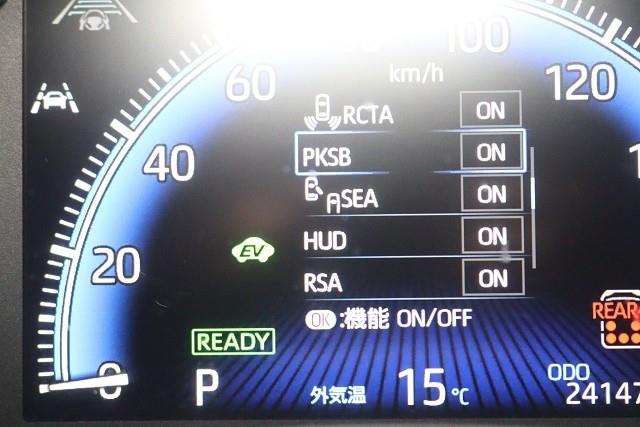 100
km/h
60
120
RCTA ON
40
PKSB ON
SEA ON
HUD ON
EV
20
RSA ON
OK :機能 ON/OFF
REAR
READY
0
P
外気温 15℃
ODO
24147